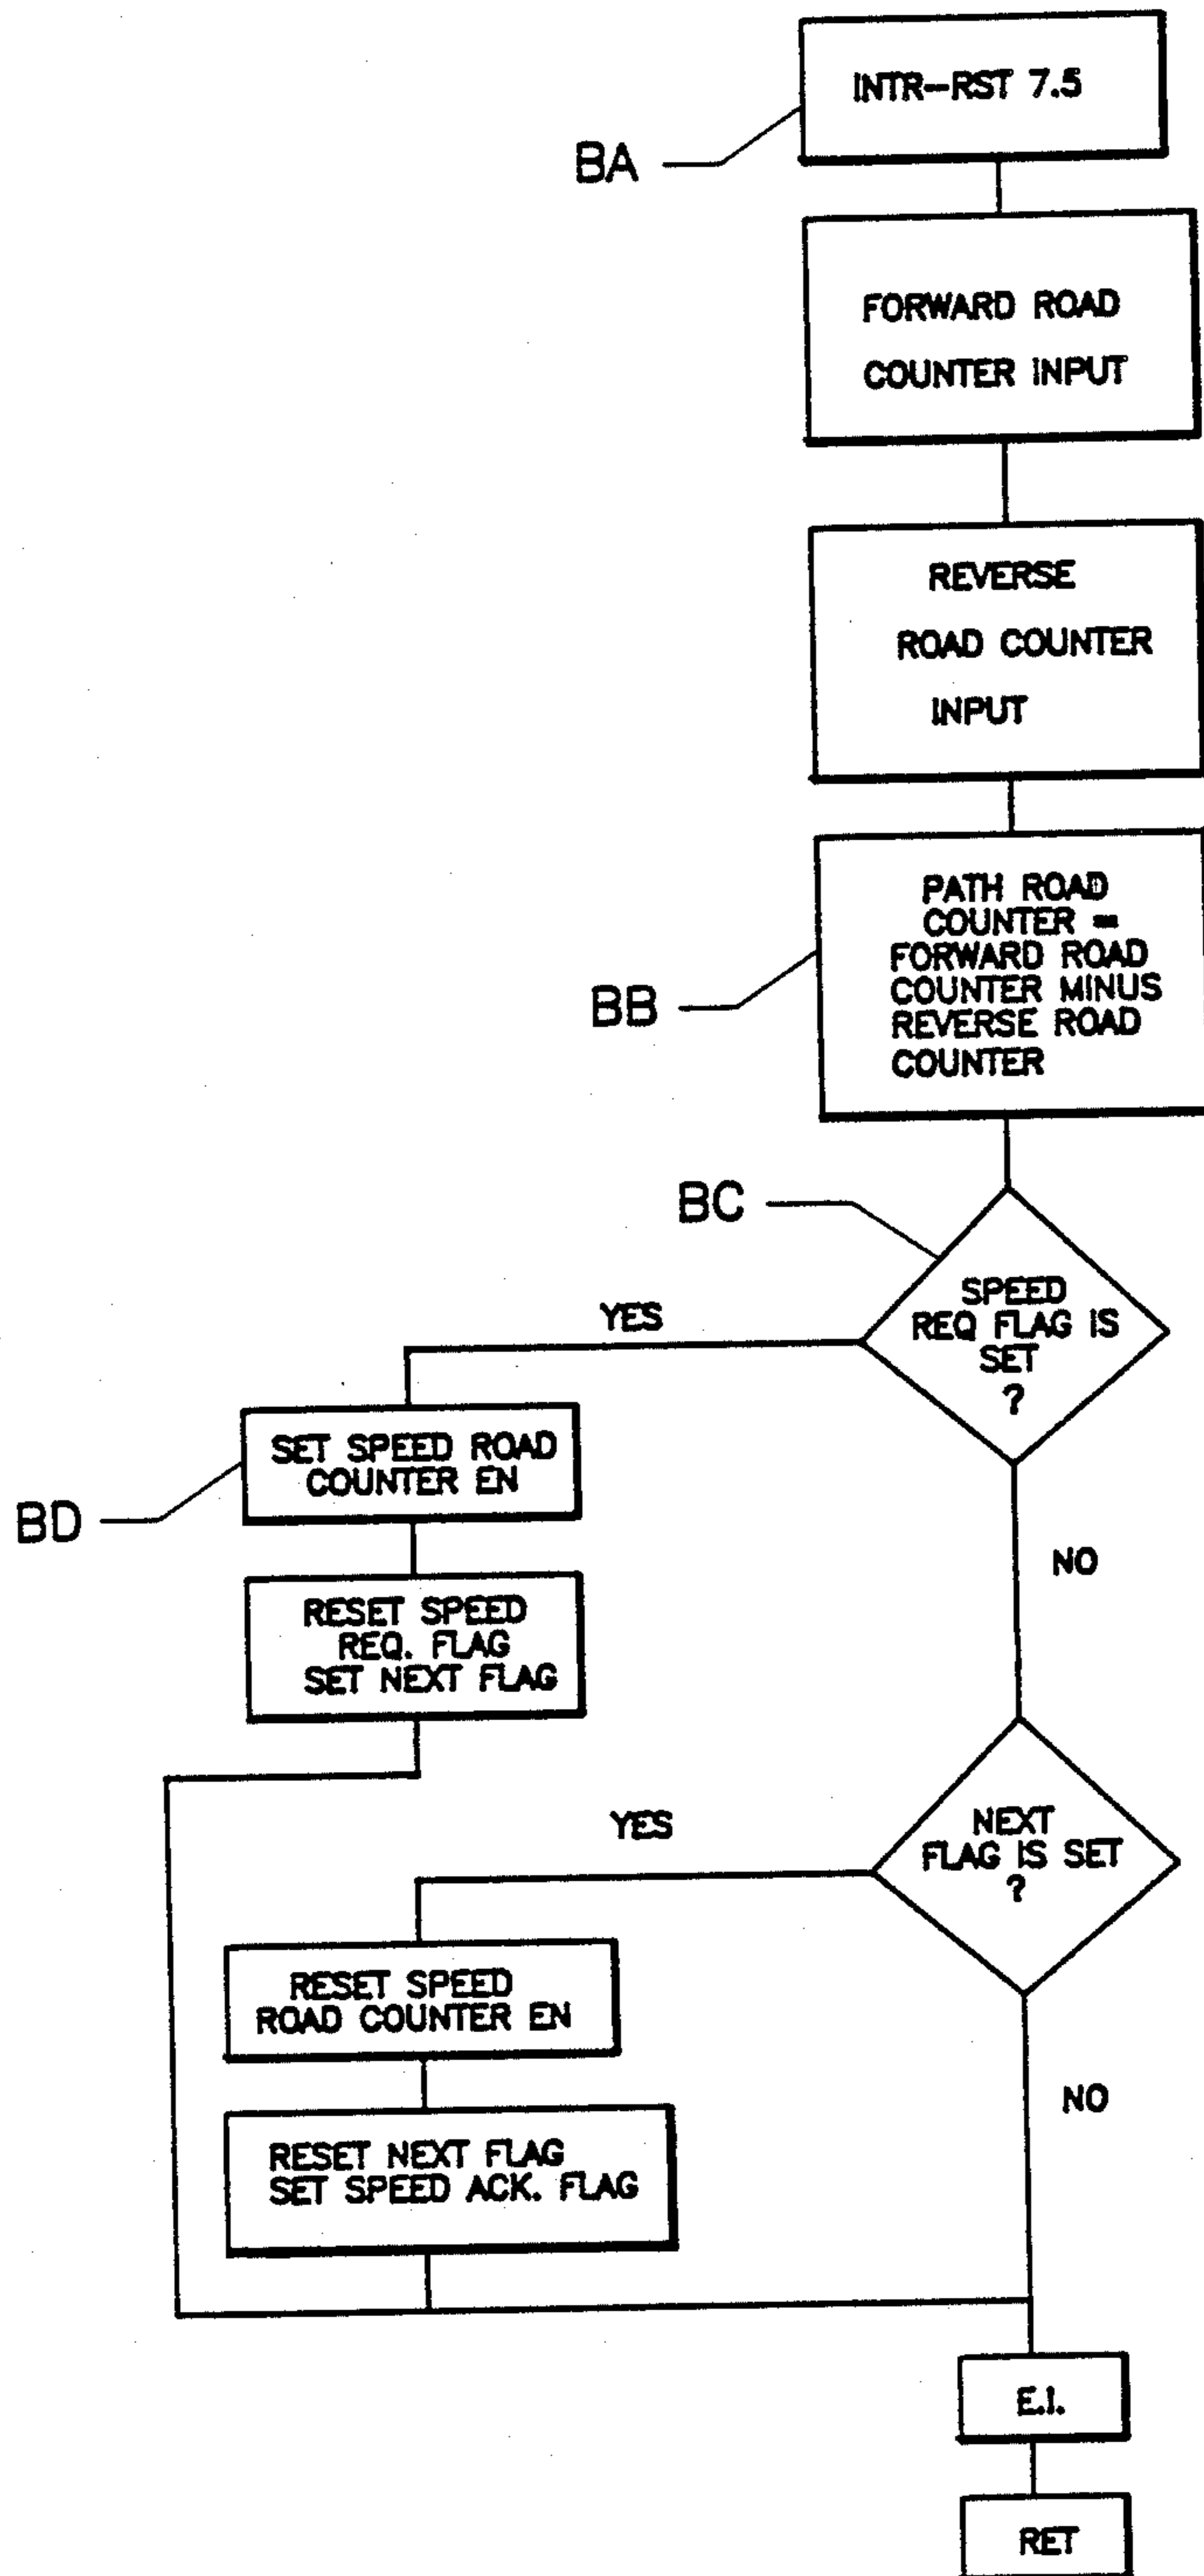 INTR-RST 7.5
BA
FORWARD ROAD
COUNTER INPUT
REVERSE
ROAD COUNTER
INPUT
PATH ROAD
COUNTER =
FORWARD ROAD
COUNTER MINUS
REVERSE ROAD
COUNTER
BB
BC
SPEED
REQ FLAG IS
SET
?
YES
SET SPEED ROAD
COUNTER EN
BD
NO
RESET SPEED
REQ. FLAG
SET NEXT FLAG
NEXT
FLAG IS SET
?
YES
RESET SPEED
ROAD COUNTER EN
NO
RESET NEXT FLAG
SET SPEED ACK. FLAG
E.I.
RET